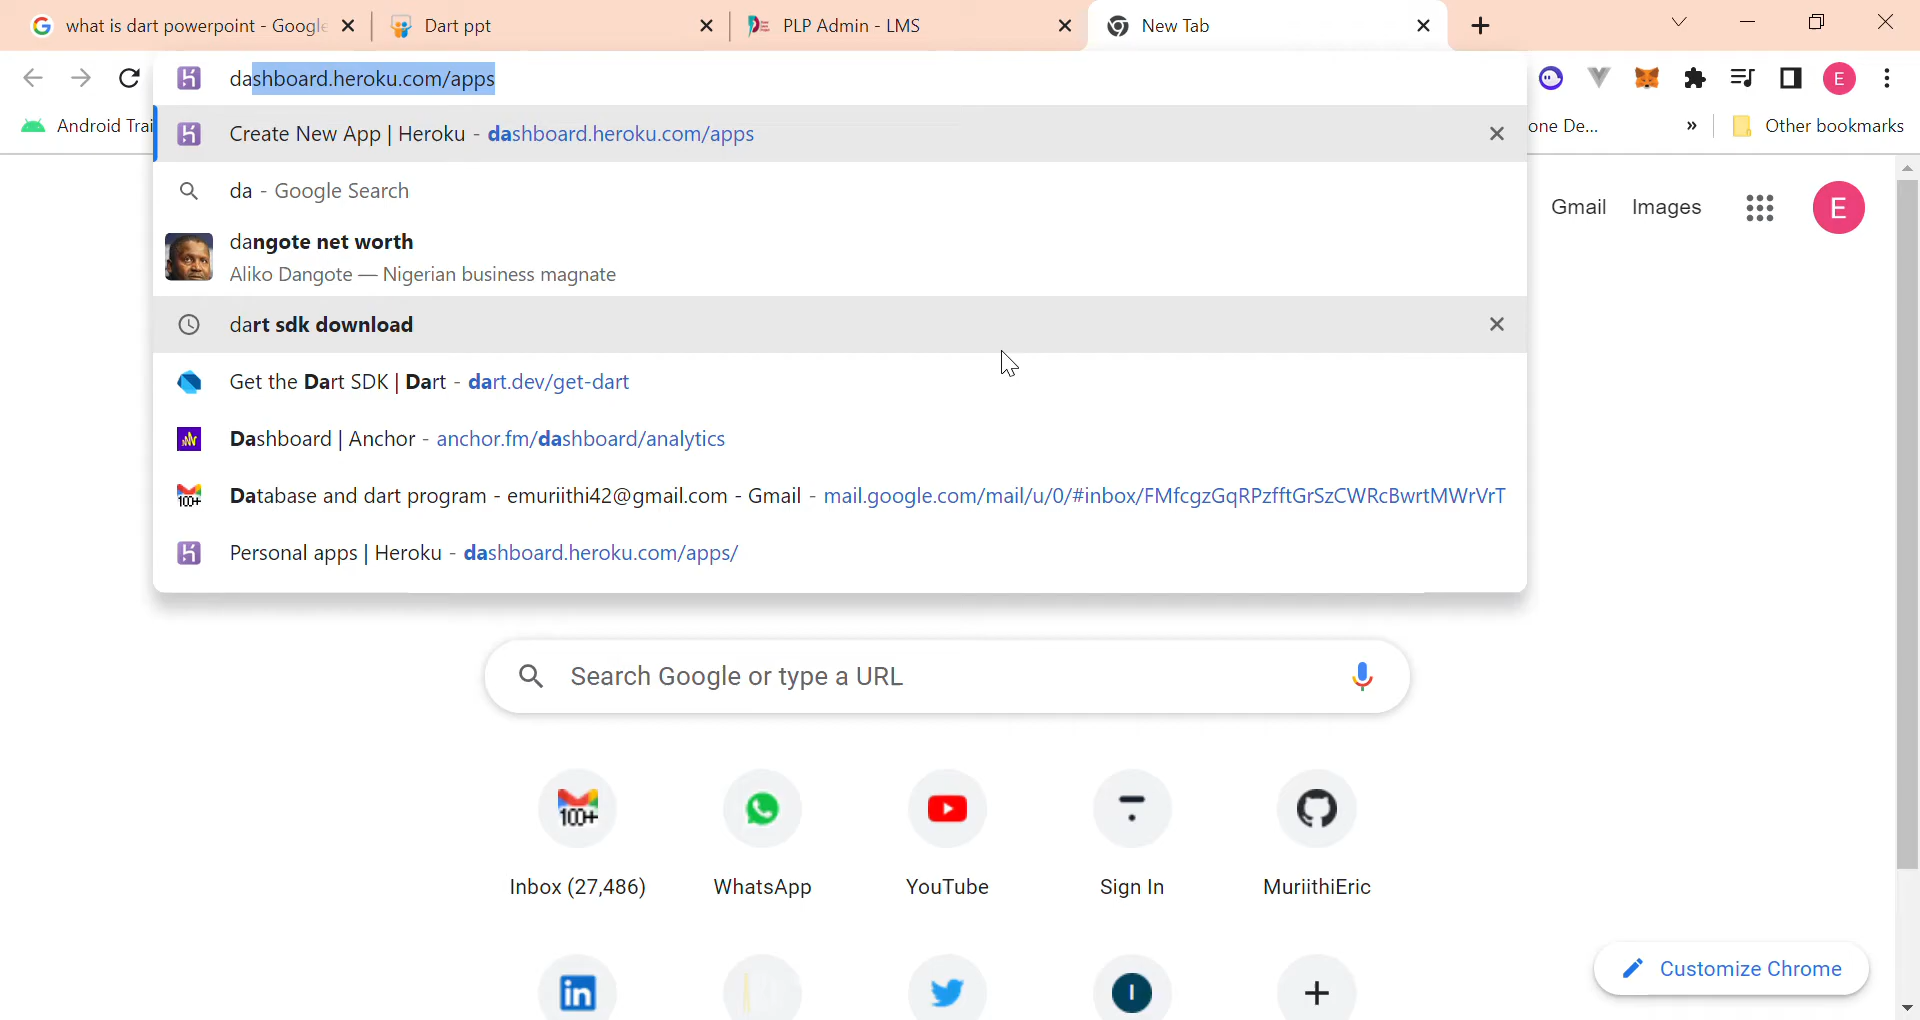 what is dart powerpoint - Google
Dart ppt
PLP Admin - LMS
New Tab
E
dashboard.heroku.com/apps
Android Trai
Create New App | Heroku - dashboard.heroku.com/apps
one De...
»
Other bookmarks
da - Google Search
Gmail
Images
E
dangote net worth
Aliko Dangote — Nigerian business magnate
dart sdk download
Get the Dart SDK | Dart - dart.dev/get-dart
Dashboard | Anchor - anchor.fm/dashboard/analytics
100+
Database and dart program - emuriithi42@gmail.com - Gmail - mail.google.com/mail/u/0/#inbox/FMfcgzGqRPzfftGrSzCWRcBwrtMWrVrT
Personal apps | Heroku - dashboard.heroku.com/apps/
Search Google or type a URL
100+
Inbox (27,486)
WhatsApp
YouTube
Sign In
MuriithiEric
in
I
Customize Chrome